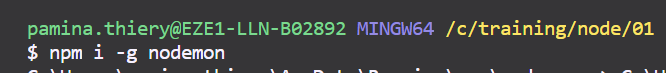 pamina.thiery@EZE1-LLN-B02892 MINGW64 /c/training/node/01
$ npm i -g nodemon